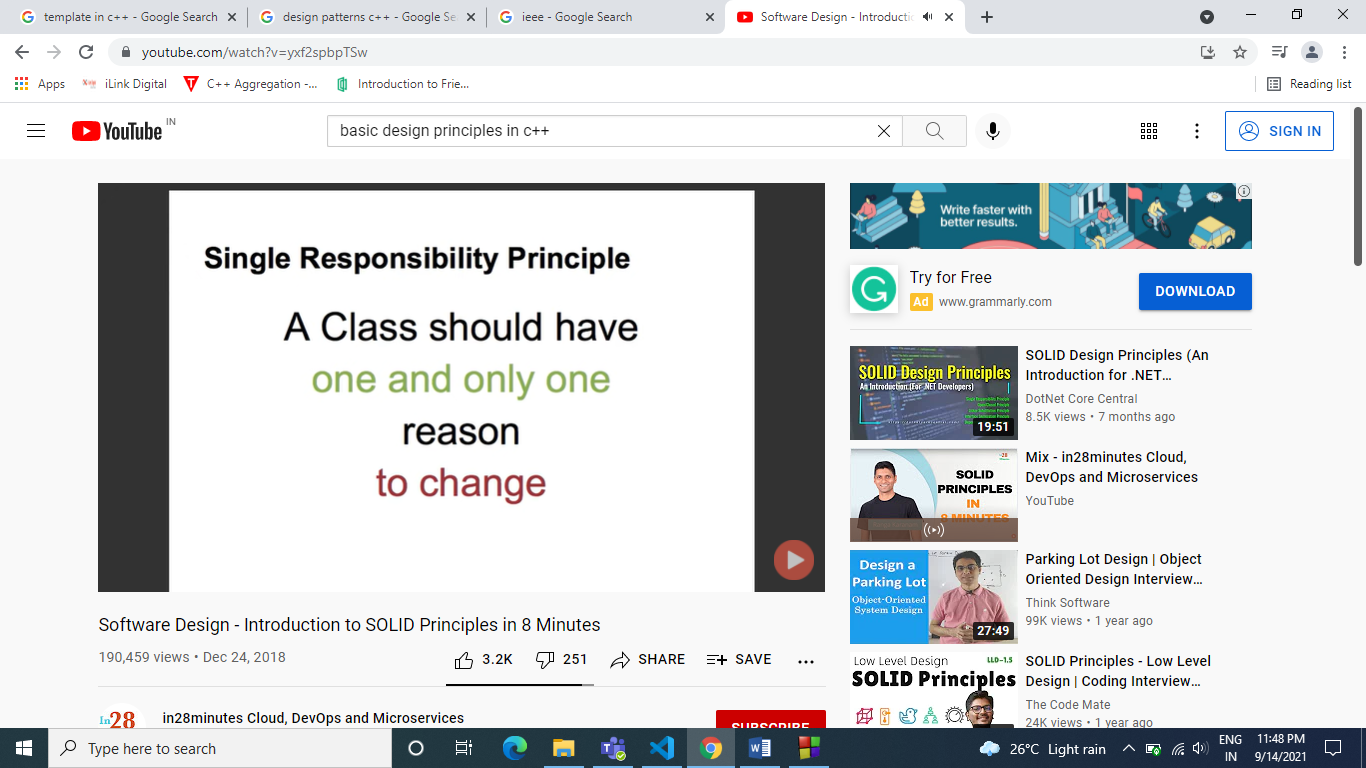 template in c++ - Google Search
design patterns c++ - Google Se
ieee - Google Search
Software Design - Introductio
youtube.com/watch?v=yxf2spbpTSw
Apps
iLink Digital
C++ Aggregation -...
Introduction to Frie...
Reading list
YouTube IN
basic design principles in c++
SIGN IN
Single Responsibility Principle
A Class should have
one and only one
reason
to change
Software Design - Introduction to SOLID Principles in 8 Minutes
190,459 views • Dec 24, 2018
3.2K
251
SHARE
SAVE
In28
in28minutes Cloud, DevOps and Microservices
SUBSCRIBE
Write faster with
better results.
Try for Free
Ad www.grammarly.com
DOWNLOAD
SOLID Design Principles
An Introduction (For .NET Developers)
19:51
SOLID Design Principles (An
Introduction for .NET...
DotNet Core Central
8.5K views • 7 months ago
SOLID
PRINCIPLES
IN
8 MINUTES
Mix - in28minutes Cloud,
DevOps and Microservices
YouTube
Design a
Parking Lot
Object-Oriented
System Design
27:49
Parking Lot Design | Object
Oriented Design Interview...
Think Software
99K views • 1 year ago
Low Level Design
LLD-1.5
SOLID Principles
SOLID Principles - Low Level
Design | Coding Interview...
The Code Mate
24K views • 1 year ago
Type here to search
26°C Light rain
ENG
IN
11:48 PM
9/14/2021